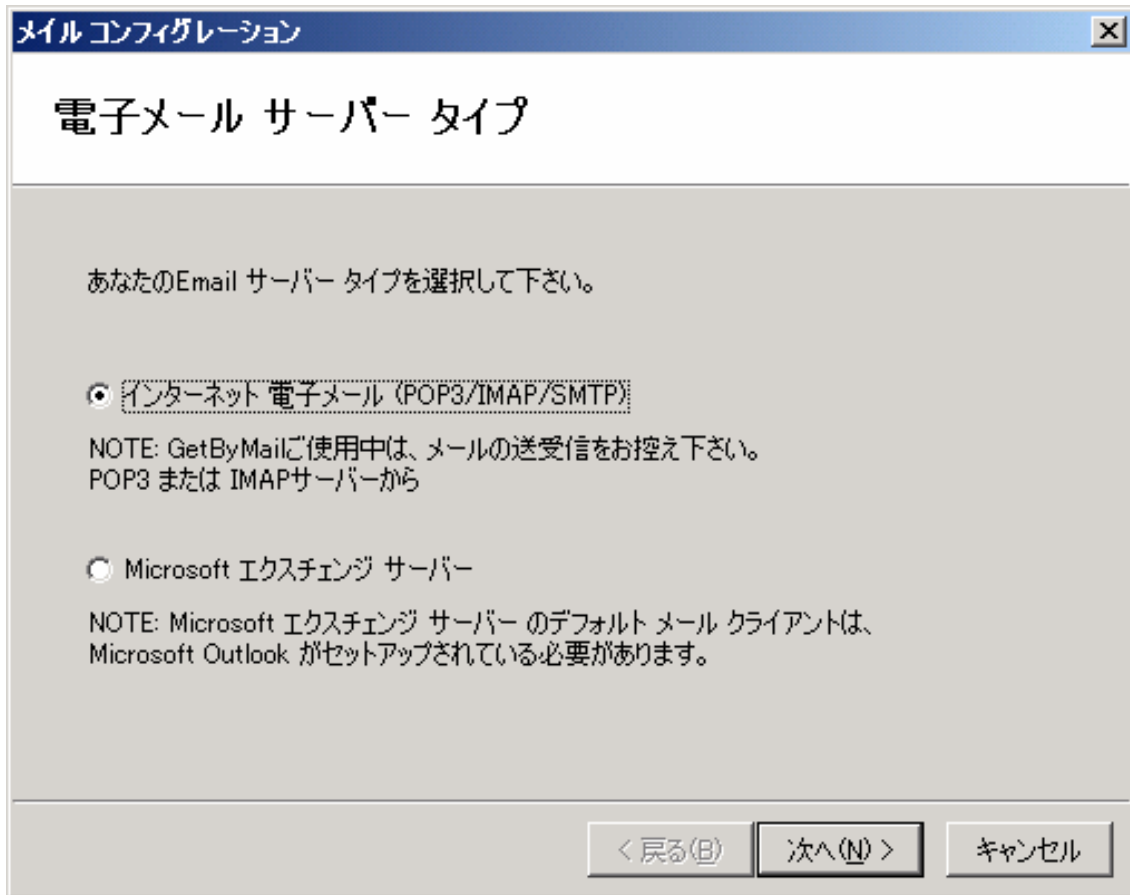 メイル コンフィグレーション
電子メール サーバー タイプ
あなたのEmail サーバー タイプを選択して下さい。
インターネット 電子メール (POP3/IMAP/SMTP)
NOTE: GetByMailご使用中は、メールの送受信をお控え下さい。
POP3 または IMAPサーバーから
Microsoft エクスチェンジ サーバー
NOTE: Microsoft エクスチェンジ サーバー のデフォルト メール クライアントは、
Microsoft Outlook がセットアップされている必要があります。
< 戻る(B)
次へ(N) >
キャンセル